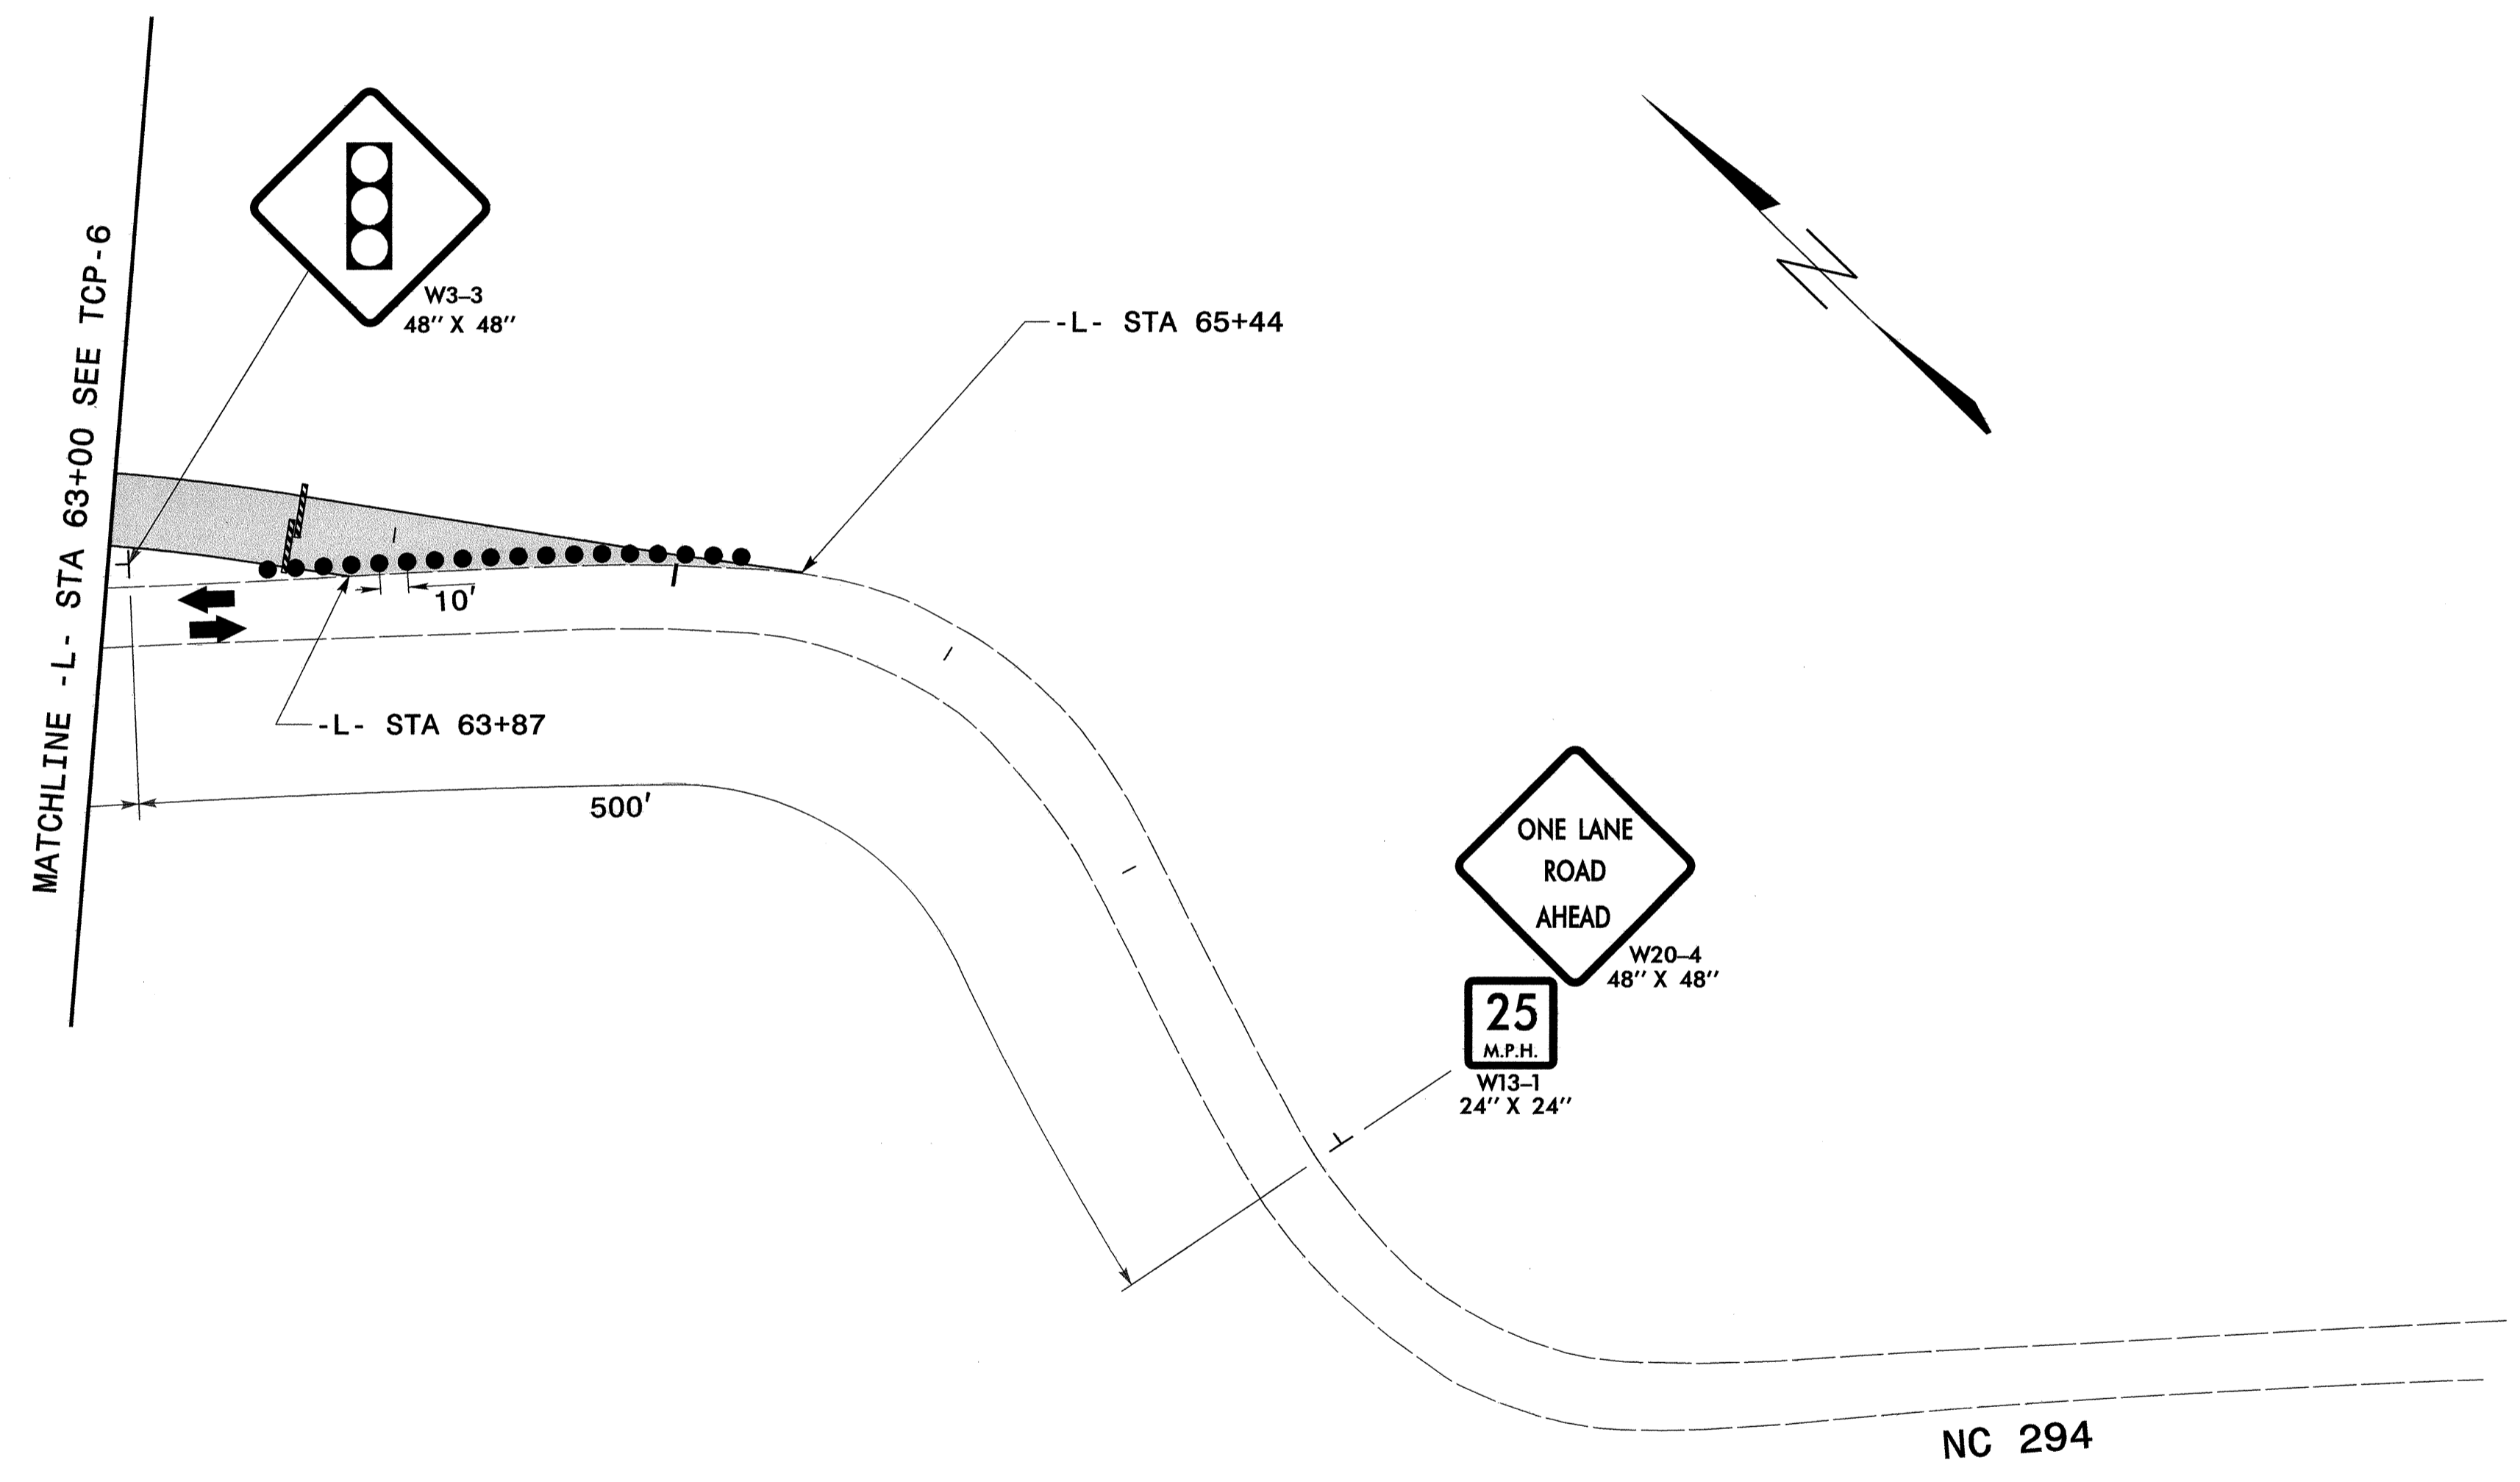 MATCHLINE -L- STA 63+00 SEE TCP-6
W3-3
48" X 48"
-L- STA 65+44
10'
-L- STA 63+87
500'
ONE LANE
ROAD
AHEAD
W20-4
48" X 48"
25
M.P.H.
W13-1
24" X 24"
NC 294
N